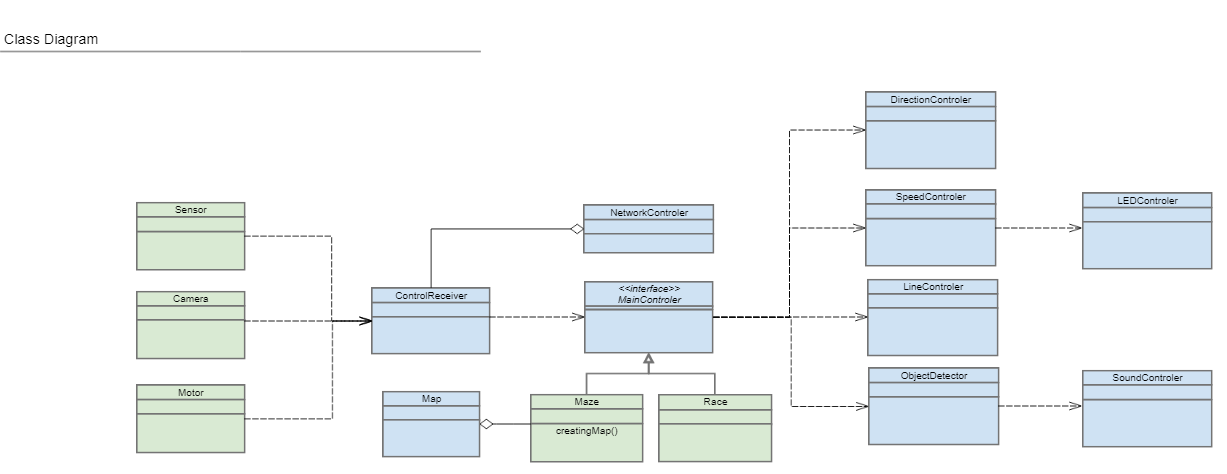 Class Diagram
DirectionControler
SpeedControler
LEDControler
Sensor
NetworkControler
LineControler
<<interface>>
MainControler
ControlReceiver
Camera
ObjectDetector
SoundControler
Motor
Map
Maze
creatingMap()
Race